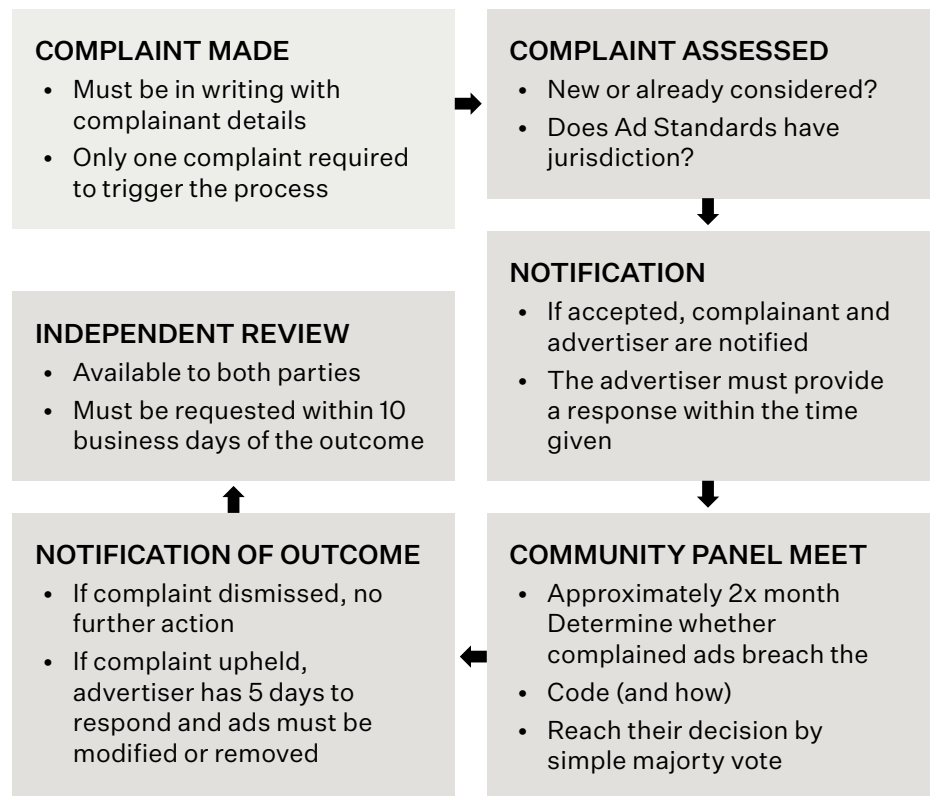 COMPLAINT MADE
• Must be in writing with
complainant details
• Only one complaint required
to trigger the process
COMPLAINT ASSESSED
• New or already considered?
• Does Ad Standards have
jurisdiction?
NOTIFICATION
• If accepted, complainant and
advertiser are notified
• The advertiser must provide
a response within the time
given
COMMUNITY PANEL MEET
• Approximately 2x month
Determine whether
complained ads breach the
• Code (and how)
• Reach their decision by
simple majorty vote
NOTIFICATION OF OUTCOME
• If complaint dismissed, no
further action
• If complaint upheld,
advertiser has 5 days to
respond and ads must be
modified or removed
INDEPENDENT REVIEW
• Available to both parties
• Must be requested within 10
business days of the outcome